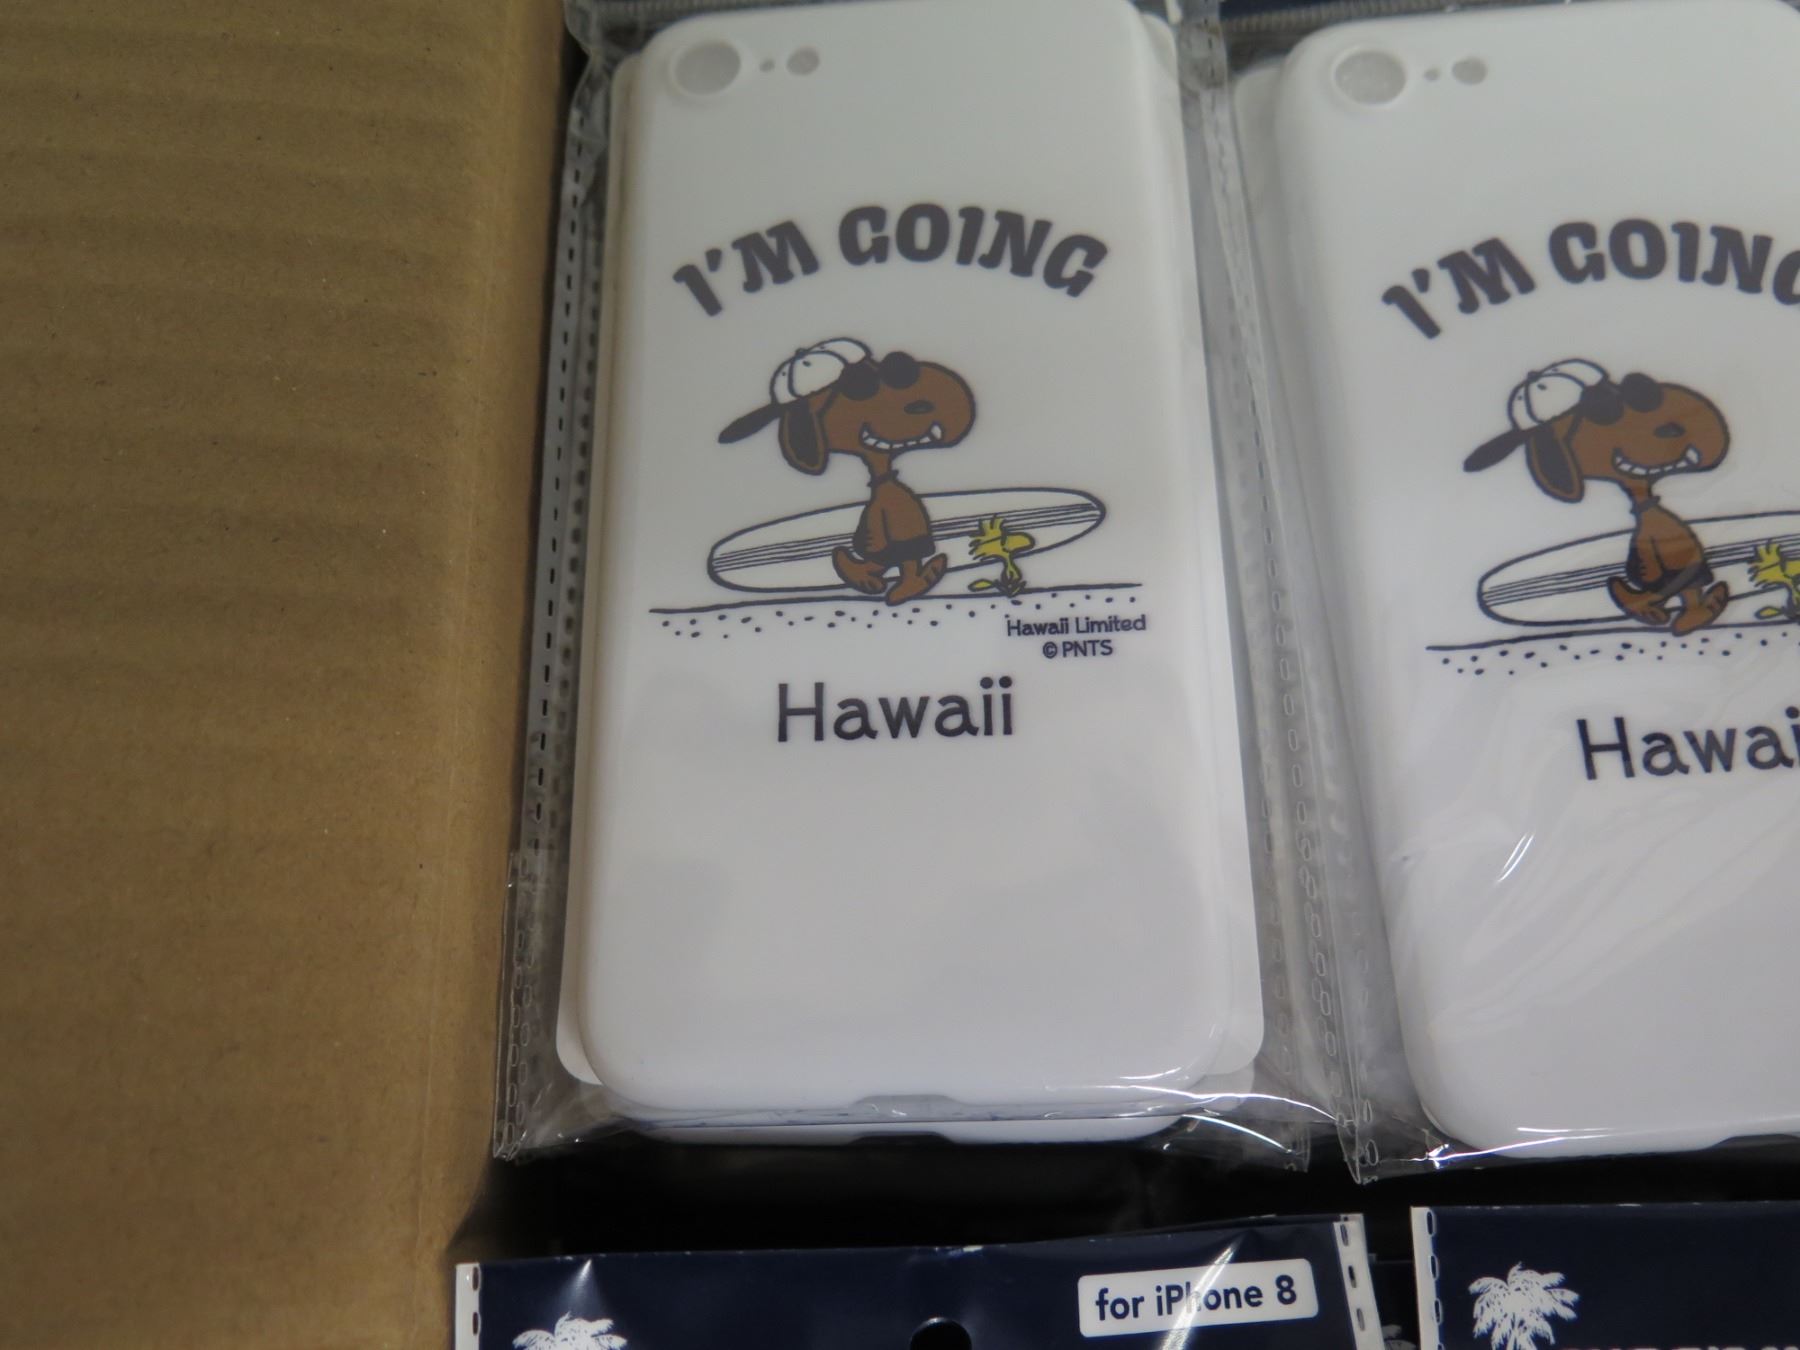 I'M GOING
Hawaii Limited
© PNTS
Hawaii
I'M GOING
Hawaii
for iPhone 8